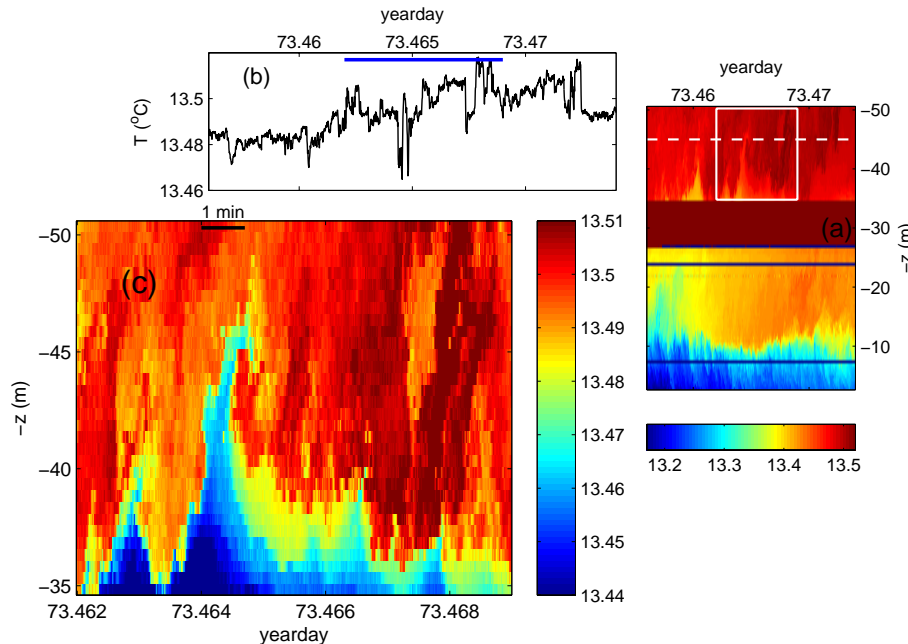 yearday
73.46 73.465 73.47
(b)
T (°C)
13.5
13.48
13.46
yearday
73.46 73.47
−50
−40
−30
−20
−10
−z (m)
(a)
13.2 13.3 13.4 13.5
1 min
(c)
−50
−45
−40
−35
−z (m)
73.462 73.464 73.466 73.468
yearday
13.51
13.5
13.49
13.48
13.47
13.46
13.45
13.44